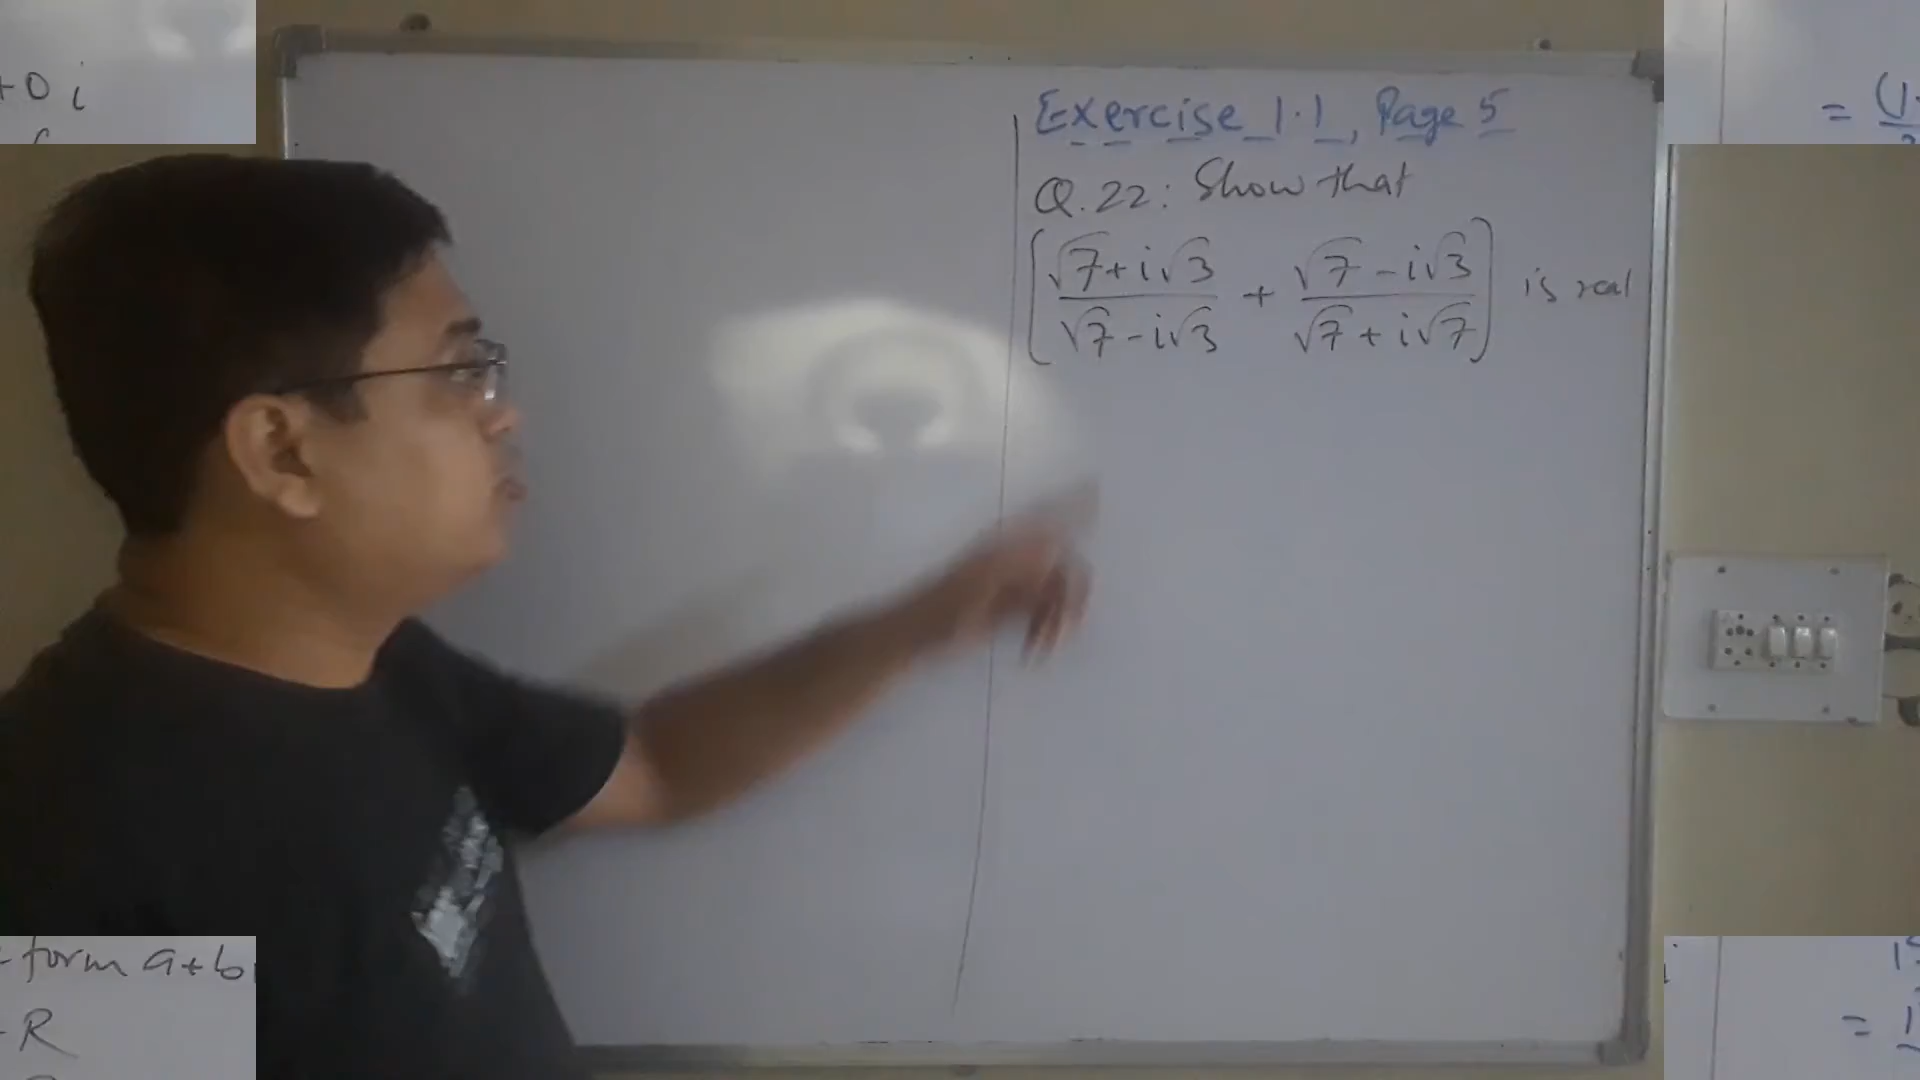 +0 i
Exercise 1.1, Page 5
Q.22: Show that
[(√7+i√3)/(√7-i√3) + (√7-i√3)/(√7+i√7)] is real
form a+b
R
=